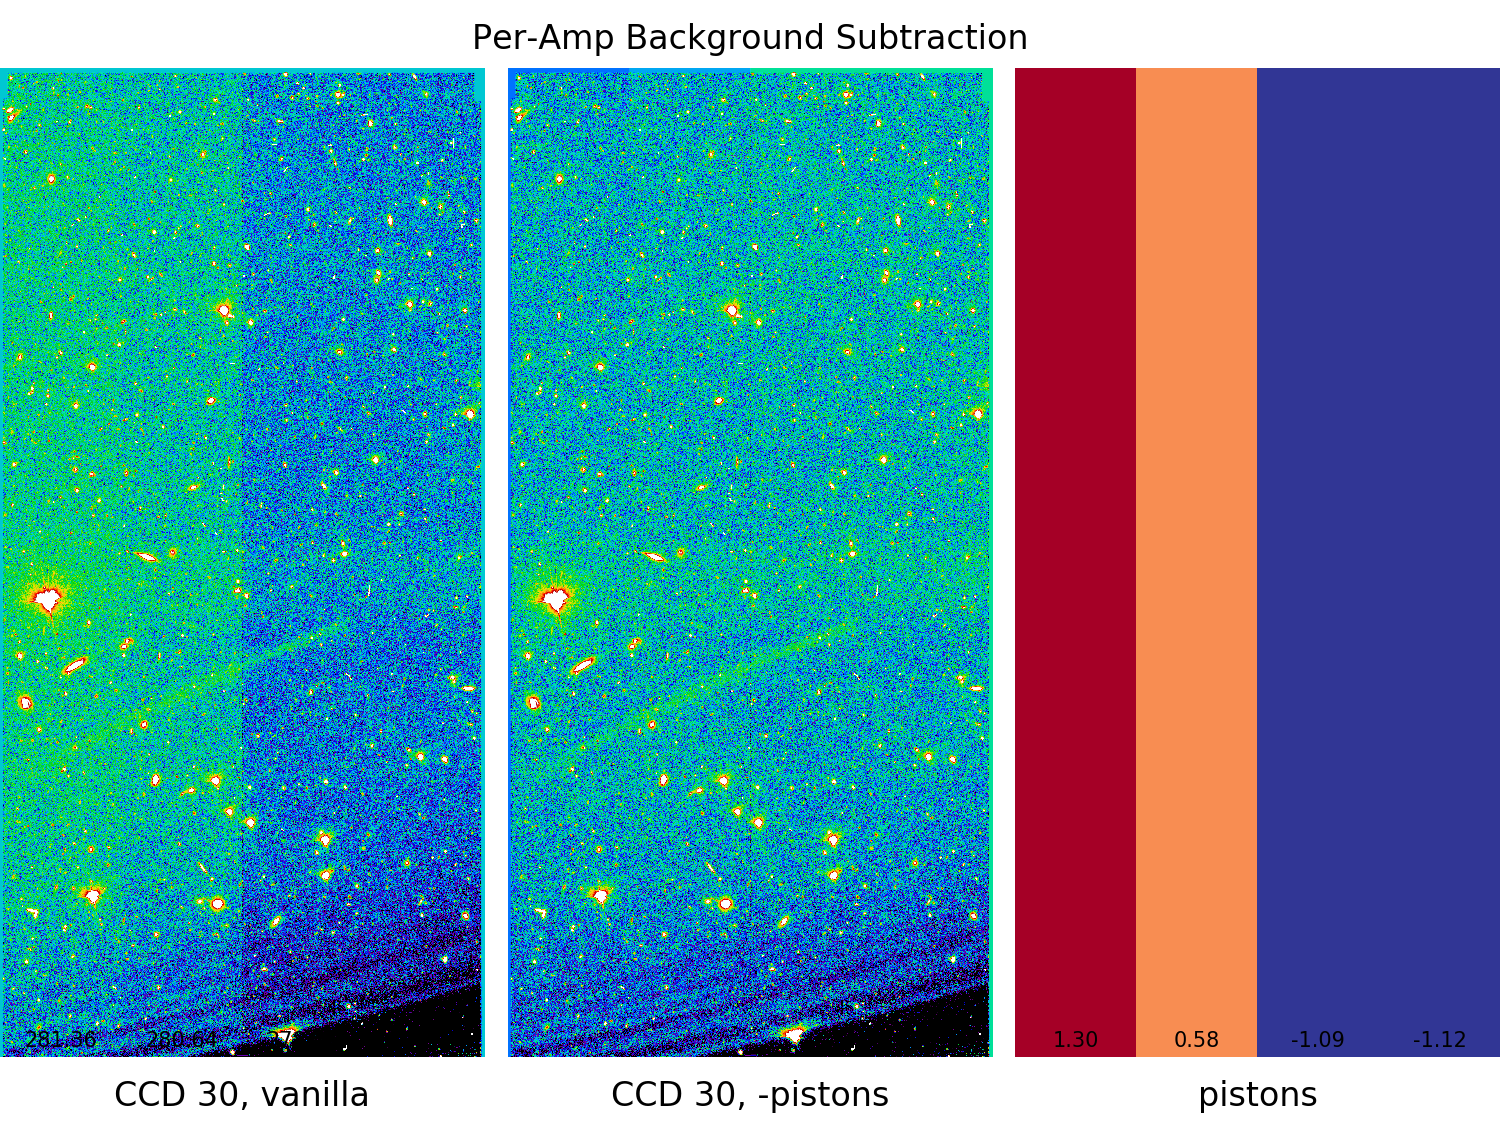 Per-Amp Background Subtraction
281.36 280.64
1.30 0.58 -1.09 -1.12
CCD 30, vanilla CCD 30, -pistons pistons